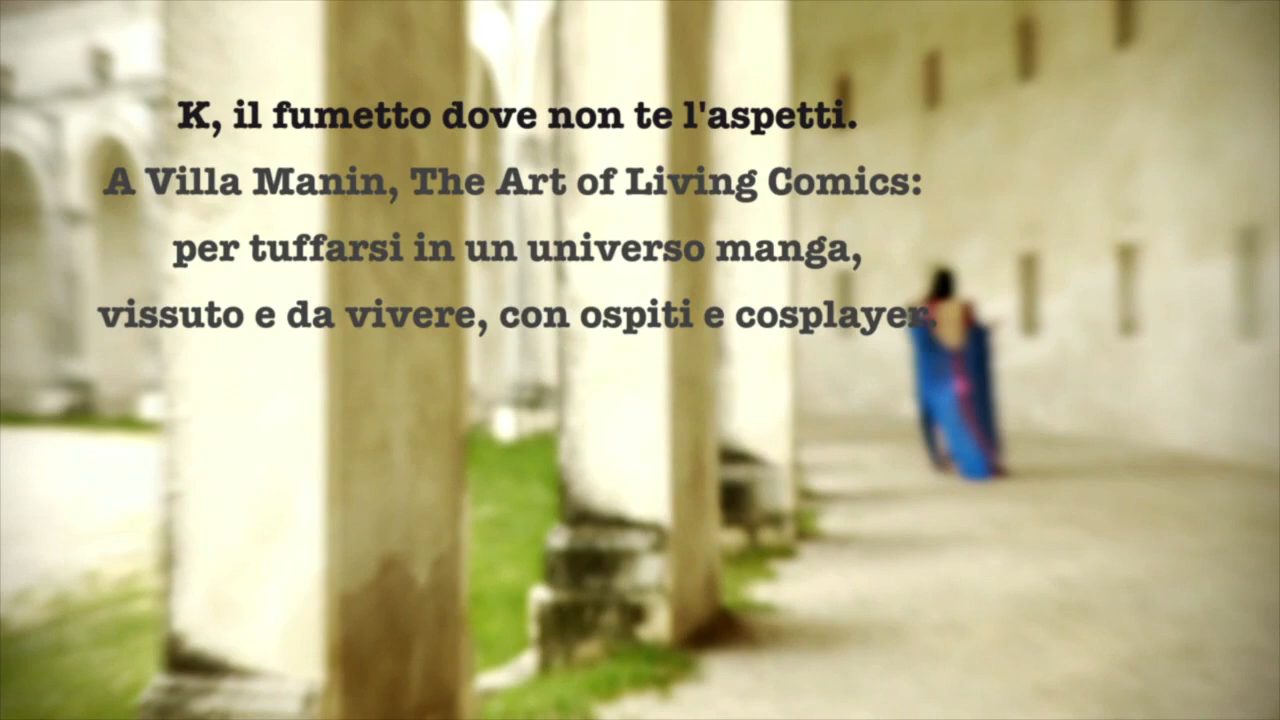 K, il fumetto dove non te l'aspetti.
A Villa Manin, The Art of Living Comics:
per tuffarsi in un universo manga,
vissuto e da vivere, con ospiti e cosplayer.